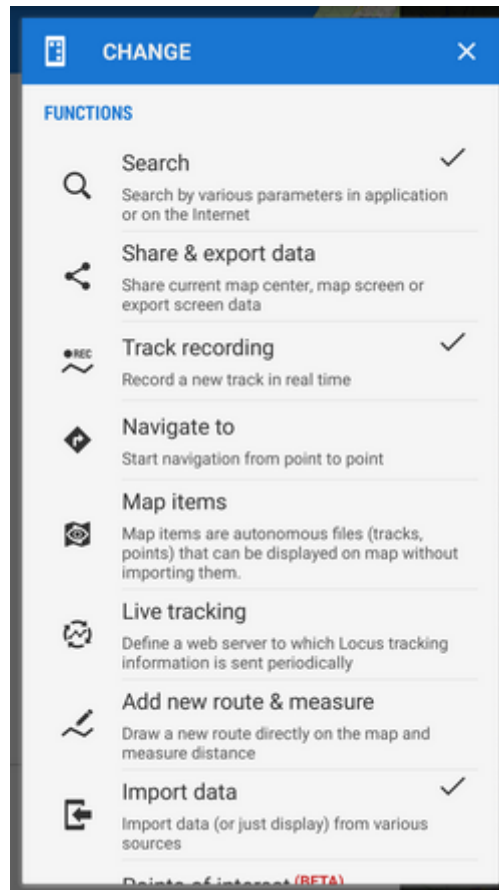 CHANGE
FUNCTIONS
Search
Search by various parameters in application
or on the Internet
Share & export data
Share current map center, map screen or
export screen data
REC
Track recording
Record a new track in real time
Navigate to
Start navigation from point to point
Map items
Map items are autonomous files (tracks,
points) that can be displayed on map without
importing them.
Live tracking
Define a web server to which Locus tracking
information is sent periodically
Add new route & measure
Draw a new route directly on the map and
measure distance
Import data
Import data (or just display) from various
sources
Points of interest (BETA)